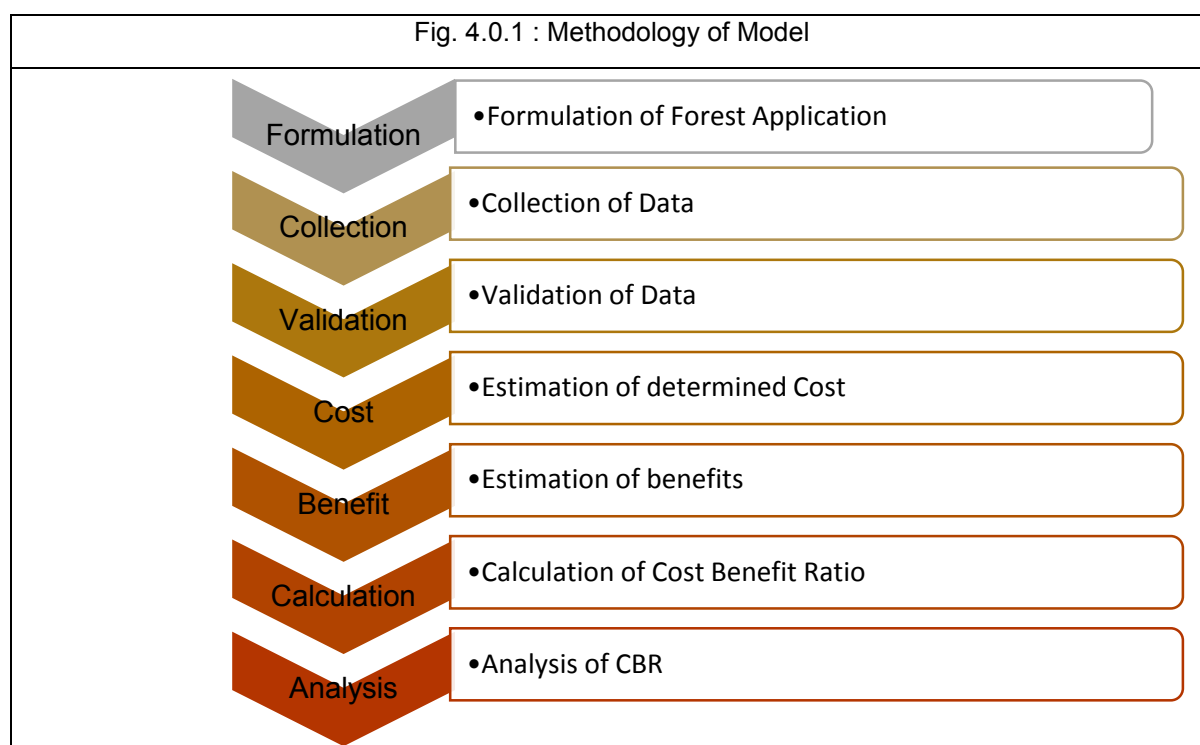 Fig. 4.0.1 : Methodology of Model
Formulation
•Formulation of Forest Application
Collection
•Collection of Data
Validation
•Validation of Data
Cost
•Estimation of determined Cost
Benefit
•Estimation of benefits
Calculation
•Calculation of Cost Benefit Ratio
Analysis
•Analysis of CBR